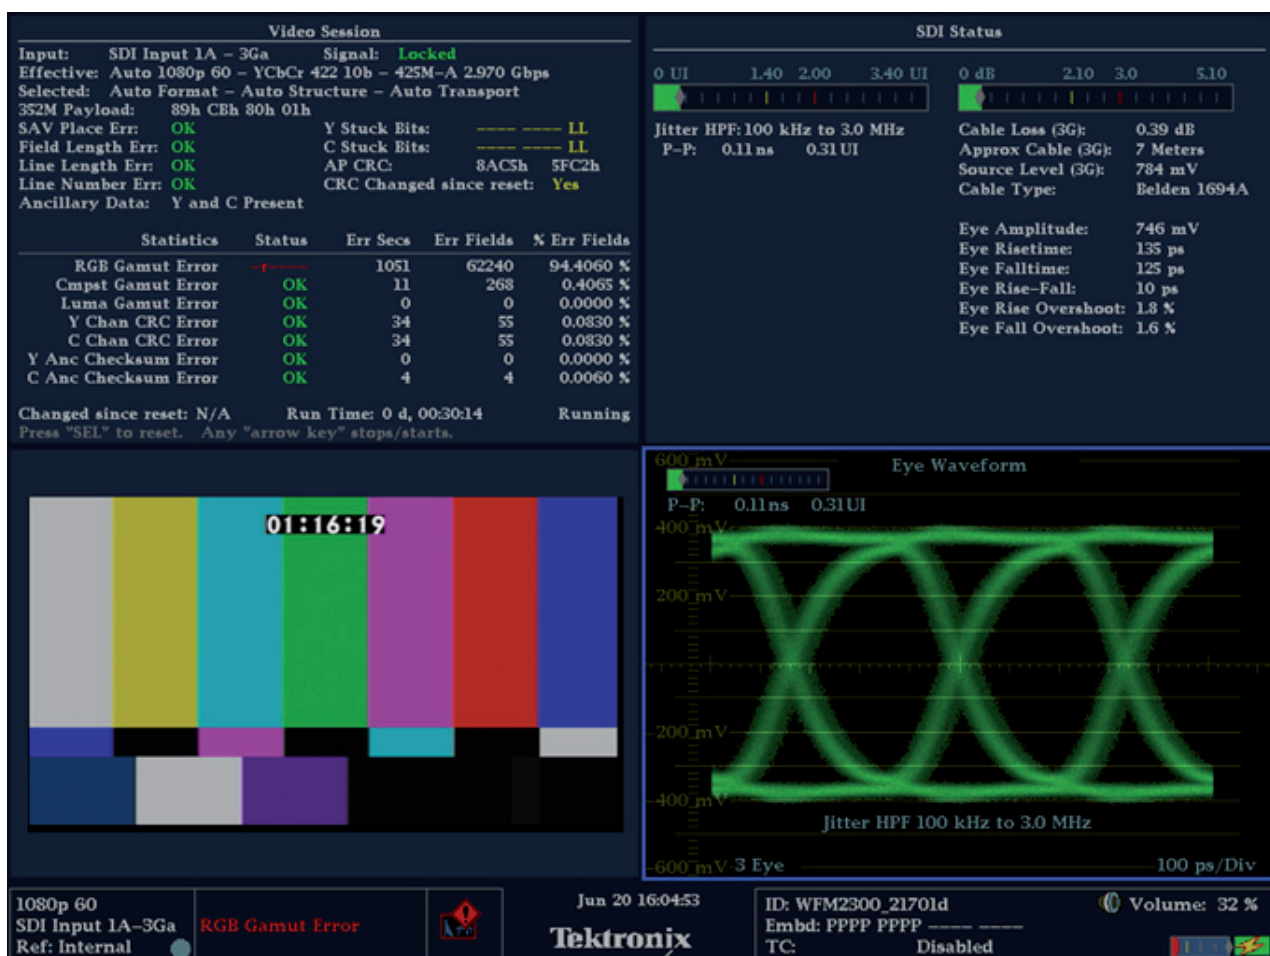 Video Session
Input: SDI Input 1A – 3Ga Signal: Locked
Effective: Auto 1080p 60 – YCbCr 422 10b – 425M-A 2.970 Gbps
Selected: Auto Format – Auto Structure – Auto Transport
352M Payload: 89h CBh 80h 01h
SAV Place Err: OK Y Stuck Bits: ---- ---- LL
Field Length Err: OK C Stuck Bits: ---- ---- LL
Line Length Err: OK AP CRC: 8AC5h 5FC2h
Line Number Err: OK CRC Changed since reset: Yes
Ancillary Data: Y and C Present
Statistics Status Err Secs Err Fields % Err Fields
RGB Gamut Error -r---- 1051 62240 94.4060 %
Cmpst Gamut Error OK 11 268 0.4065 %
Luma Gamut Error OK 0 0 0.0000 %
Y Chan CRC Error OK 34 55 0.0830 %
C Chan CRC Error OK 34 55 0.0830 %
Y Anc Checksum Error OK 0 0 0.0000 %
C Anc Checksum Error OK 4 4 0.0060 %
Changed since reset: N/A Run Time: 0 d, 00:30:14 Running
Press "SEL" to reset. Any "arrow key" stops/starts.
SDI Status
0 UI 1.40 2.00 3.40 UI 0 dB 2.10 3.0 5.10
Jitter HPF: 100 kHz to 3.0 MHz
P-P: 0.11 ns 0.31 UI
Cable Loss (3G): 0.39 dB
Approx Cable (3G): 7 Meters
Source Level (3G): 784 mV
Cable Type: Belden 1694A
Eye Amplitude: 746 mV
Eye Risetime: 135 ps
Eye Falltime: 125 ps
Eye Rise-Fall: 10 ps
Eye Rise Overshoot: 1.8 %
Eye Fall Overshoot: 1.6 %
01:16:19
600 mV
Eye Waveform
P-P: 0.11 ns 0.31 UI
400 mV
200 mV
-200 mV
-400 mV
Jitter HPF 100 kHz to 3.0 MHz
-600 mV 3 Eye 100 ps/Div
1080p 60
SDI Input 1A-3Ga
Ref: Internal
RGB Gamut Error
Jun 20 16:04:53
Tektronix
ID: WFM2300_21701d
Embd: PPPP PPPP ---- ----
TC: Disabled
Volume: 32 %